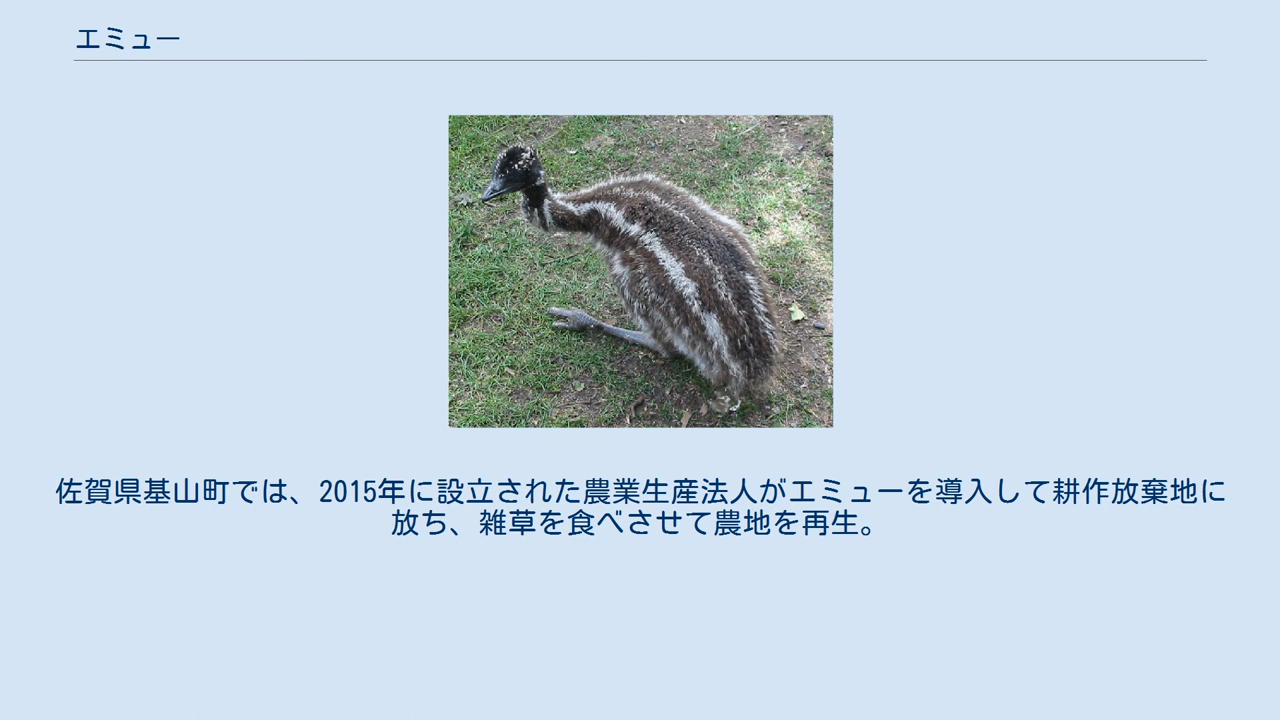 エミュー
佐賀県基山町では、2015年に設立された農業生産法人がエミューを導入して耕作放棄地に
放ち、雑草を食べさせて農地を再生。